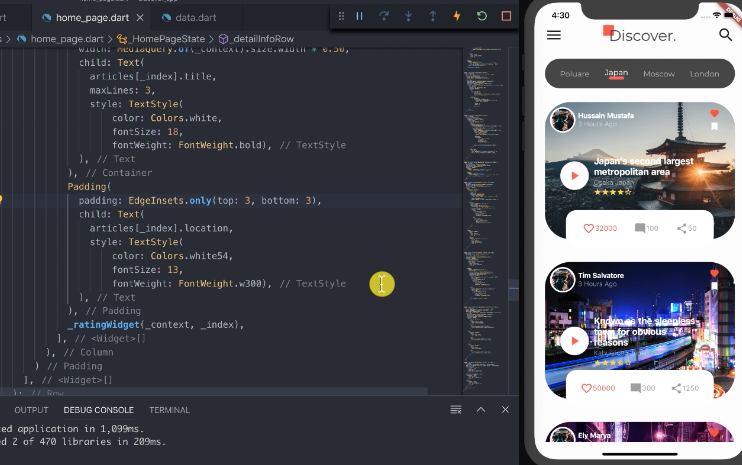 rt
home_page.dart
data.dart
home_page.dart
_HomePageState
_detailInfoRow
width: MediaQuery.of(_context).size.width * 0.50,
child: Text(
articles[_index].title,
maxLines: 3,
style: TextStyle(
color: Colors.white,
fontSize: 18,
fontWeight: FontWeight.bold), // TextStyle
), // Text
), // Container
Padding(
padding: EdgeInsets.only(top: 3, bottom: 3),
child: Text(
articles[_index].location,
style: TextStyle(
color: Colors.white54,
fontSize: 13,
fontWeight: FontWeight.w300), // TextStyle
), // Text
), // Padding
_ratingWidget(_context, _index),
], // <Widget>[]
), // Column
) // Padding
], // <Widget>[]
); // Row
OUTPUT DEBUG CONSOLE TERMINAL
ted application in 1,099ms.
ed 2 of 470 libraries in 209ms.
4:30
Discover.
Poluare Japan Moscow London
Hussain Mustafa
3 Hours Ago
Japan's second largest
metropolitan area
Osaka Japan
32000 100 50
Tim Salvatore
3 Hours Ago
Known as the sleepless
town for obvious
reasons
50000 300 1250
Ely Marya